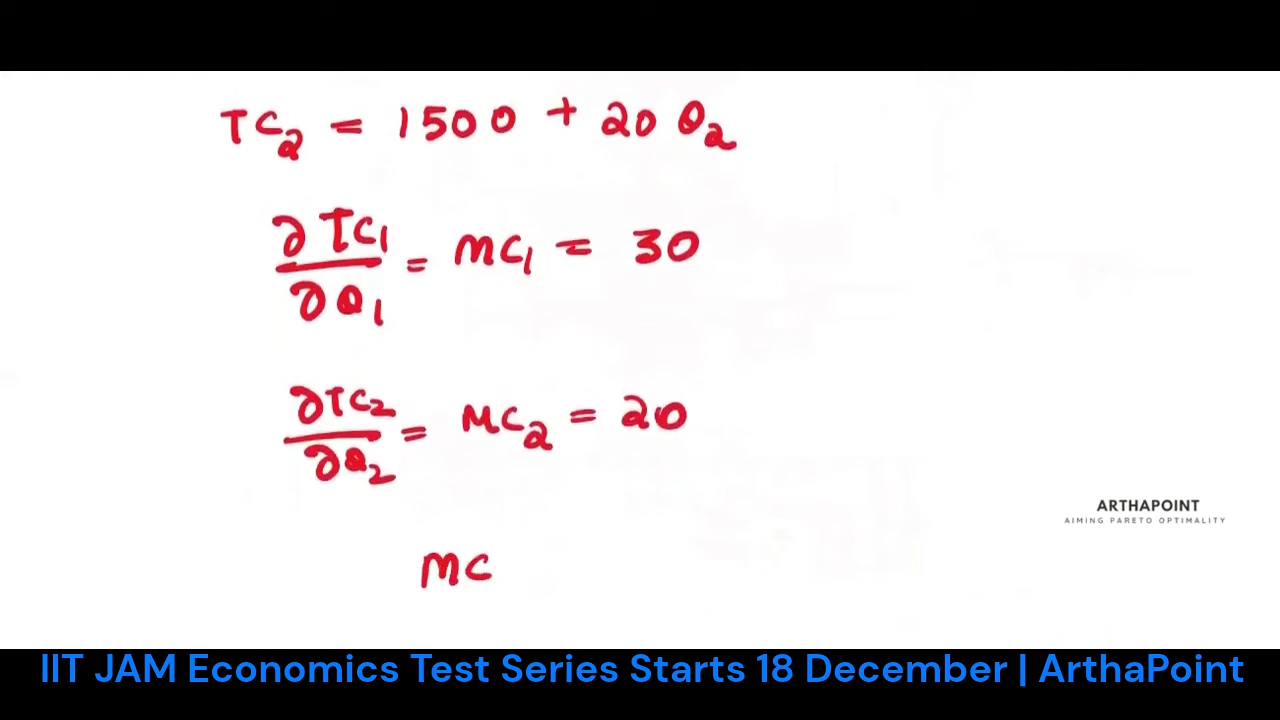 TC₂ = 1500 + 20 Q₂
∂TC₁/∂Q₁ = MC₁ = 30
∂TC₂/∂Q₂ = MC₂ = 20
ARTHAPOINT
AIMING PARETO OPTIMALITY
MC
IIT JAM Economics Test Series Starts 18 December | ArthaPoint